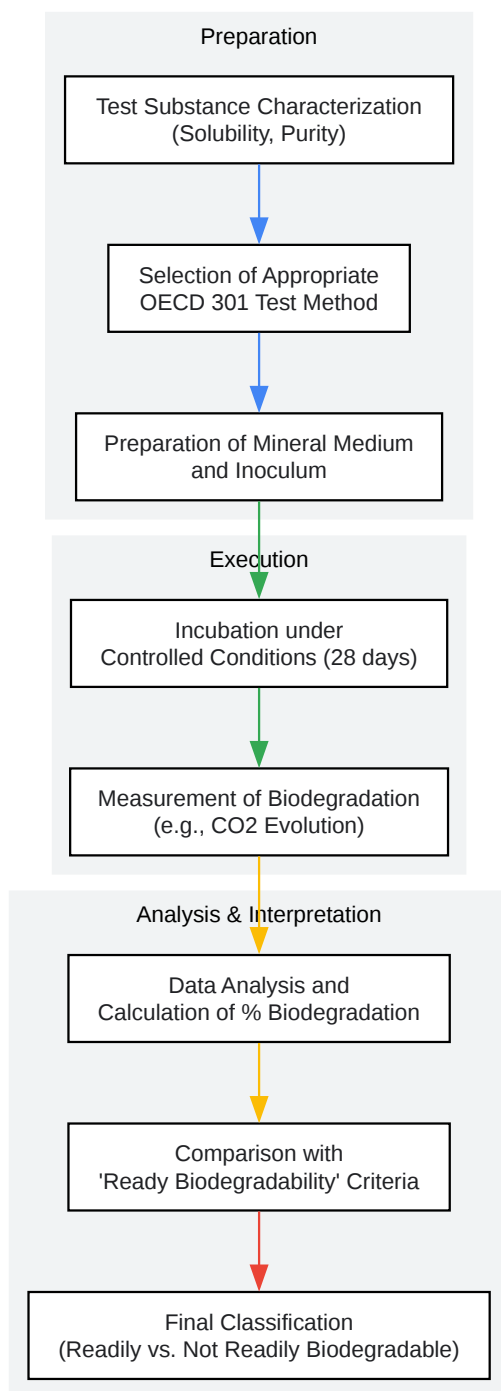 Preparation
Test Substance Characterization
(Solubility, Purity)
Selection of Appropriate
OECD 301 Test Method
Preparation of Mineral Medium
and Inoculum
Execution
Incubation under
Controlled Conditions (28 days)
Measurement of Biodegradation
(e.g., CO2 Evolution)
Analysis & Interpretation
Data Analysis and
Calculation of % Biodegradation
Comparison with
'Ready Biodegradability' Criteria
Final Classification
(Readily vs. Not Readily Biodegradable)